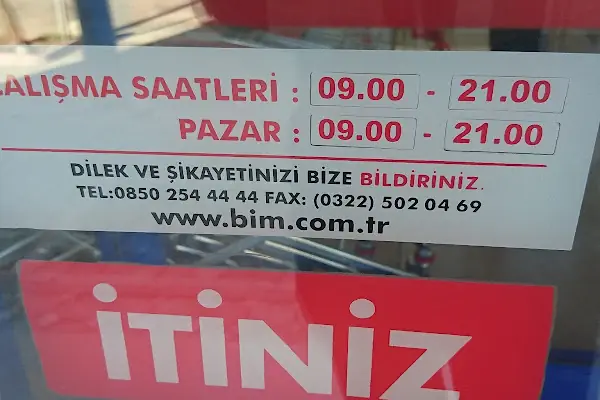 ÇALIŞMA SAATLERİ : 09.00 - 21.00
PAZAR : 09.00 - 21.00
DİLEK VE ŞİKAYETİNİZİ BİZE BİLDİRİNİZ.
TEL:0850 254 44 44 FAX: (0322) 502 04 69
www.bim.com.tr
İTİNİZ